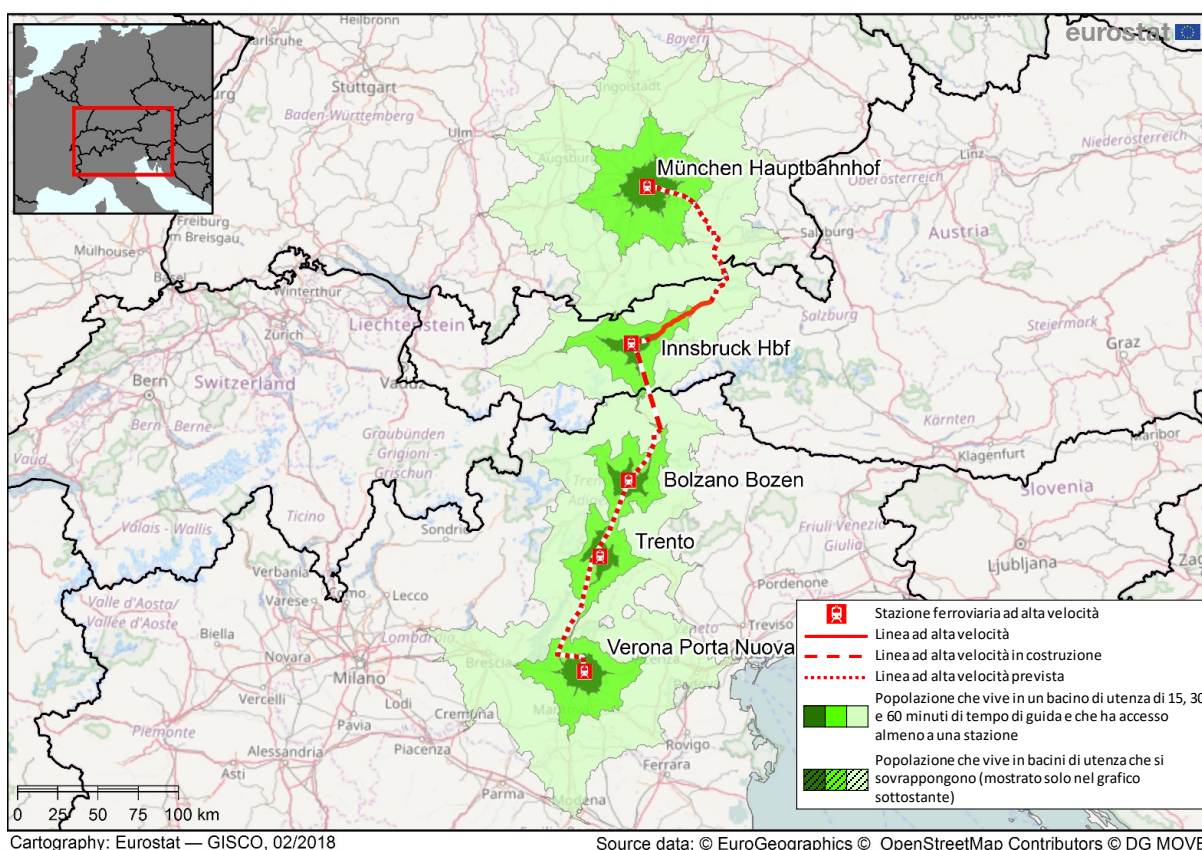 Heilbronn
Karlsruhe
Bayern
eurostat
Stuttgart
Ingolstadt
Baden-Württemberg
Ulm
Augsburg
Linz
Niederösterreich
München Hauptbahnhof
Oberösterreich
Freiburg
im Breisgau
Salzburg
Austria
Mulhouse
Basel
Winterthur
Zürich
Liechtenstein
Salzburg
Steiermark
Graz
Innsbruck Hbf
Vaduz
Bern
Switzerland
Bern - Berne
Graubünden
Grigioni -
Grischun
Kärnten
Klagenfurt
Maribor
Vaud
Bolzano Bozen
Slovenia
Ticino
Valais - Wallis
Sondrio
Trento
Friuli Venezia
Giulia
Ljubljana
Verbania
Varese
Lecco
Pordenone
Valle d'Aosta/
Vallée d'Aoste
Biella
Lombardia
Treviso
Brescia
Verona Porta Nuova
Novara
Milano
Vercelli
Lodi
Cremona
Pavia
Piemonte
Piacenza
Rovigo
Alessandria
Asti
Ferrara
Parma
Modena
Stazione ferroviaria ad alta velocità
Linea ad alta velocità
Linea ad alta velocità in costruzione
Linea ad alta velocità prevista
Popolazione che vive in un bacino di utenza di 15, 30
e 60 minuti di tempo di guida e che ha accesso
almeno a una stazione
Popolazione che vive in bacini di utenza che si
sovrappongono (mostrato solo nel grafico
sottostante)
0 25 50 100 km
Cartography: Eurostat — GISCO, 02/2018
Source data: © EuroGeographics © OpenStreetMap Contributors © DG MOVE